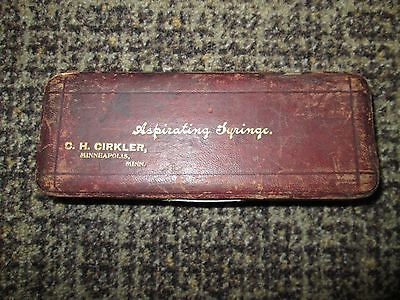 Aspirating Syringe.
C. H. CIRKLER,
MINNEAPOLIS,
MINN.